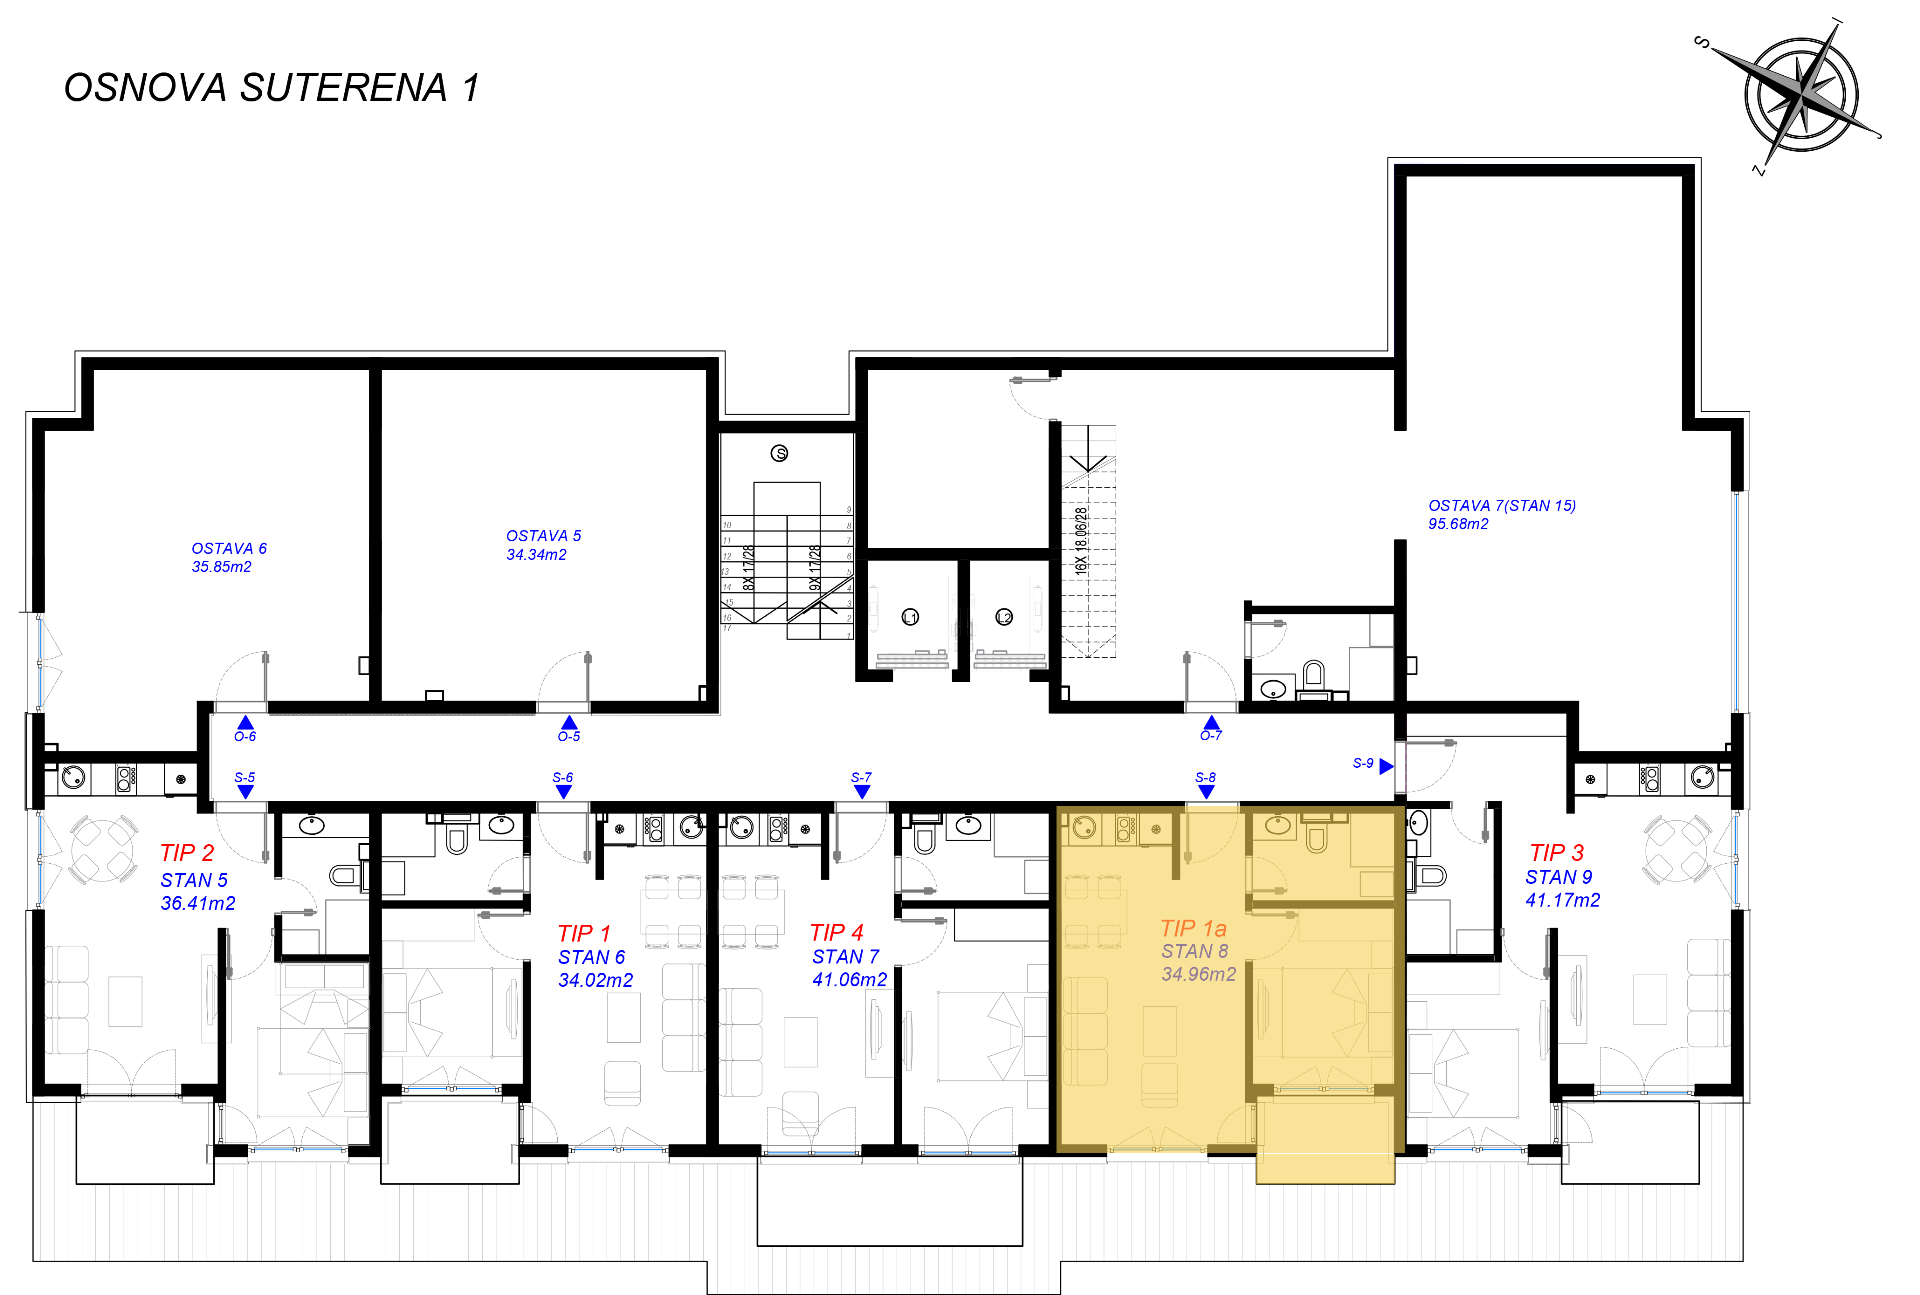 OSNOVA SUTERENA 1
S
I
J
Z
OSTAVA 6
35.85m2
OSTAVA 5
34.34m2
S
9
10
8
11
7
12
6
13
5
14
4
15
3
16
2
17
1
8X 17/28
9X 17/28
L1
L2
16X 18.06/28
OSTAVA 7(STAN 15)
95.68m2
O-6
O-5
O-7
S-5
S-6
S-7
S-8
S-9
TIP 2
STAN 5
36.41m2
TIP 1
STAN 6
34.02m2
TIP 4
STAN 7
41.06m2
TIP 1a
STAN 8
34.96m2
TIP 3
STAN 9
41.17m2